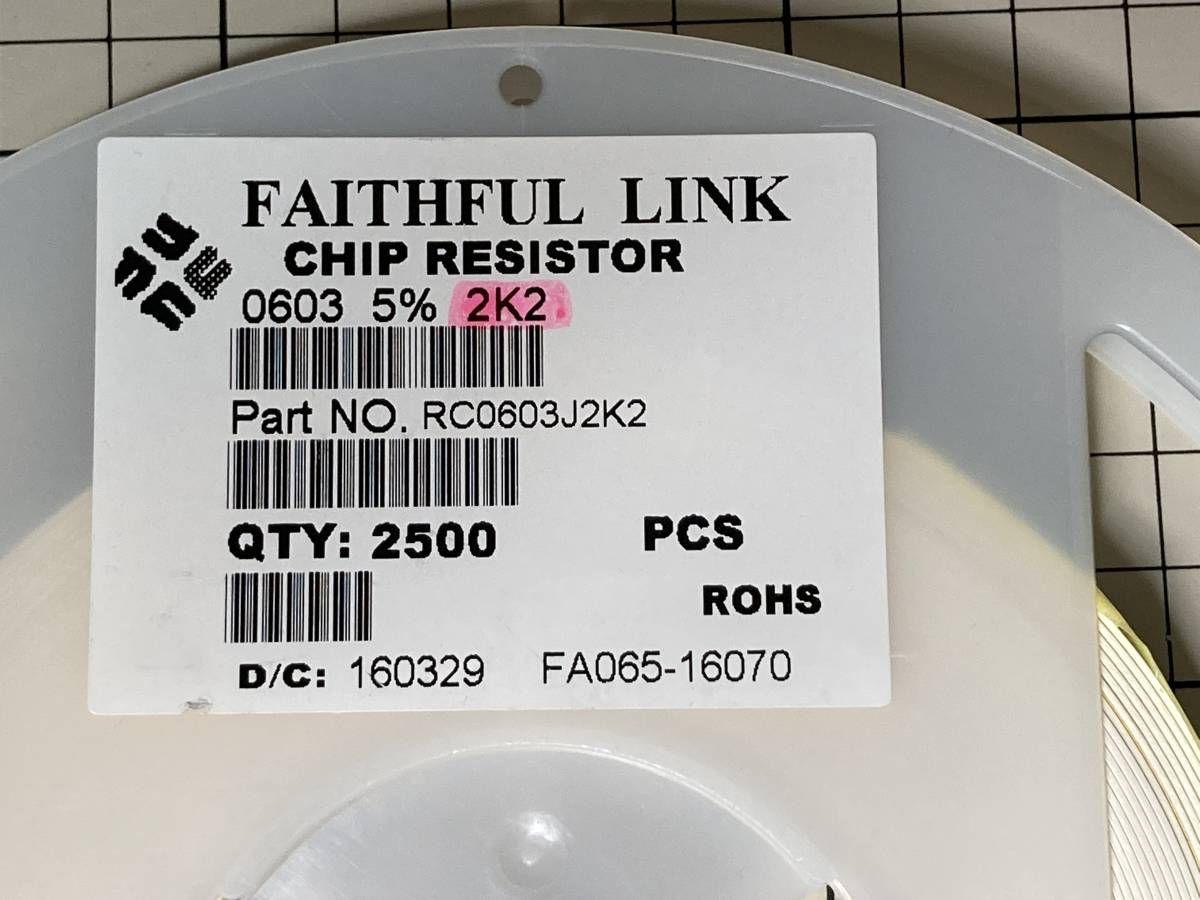 FAITHFUL LINK
CHIP RESISTOR
0603 5% 2K2
Part NO. RC0603J2K2
QTY: 2500 PCS
ROHS
D/C: 160329 FA065-16070